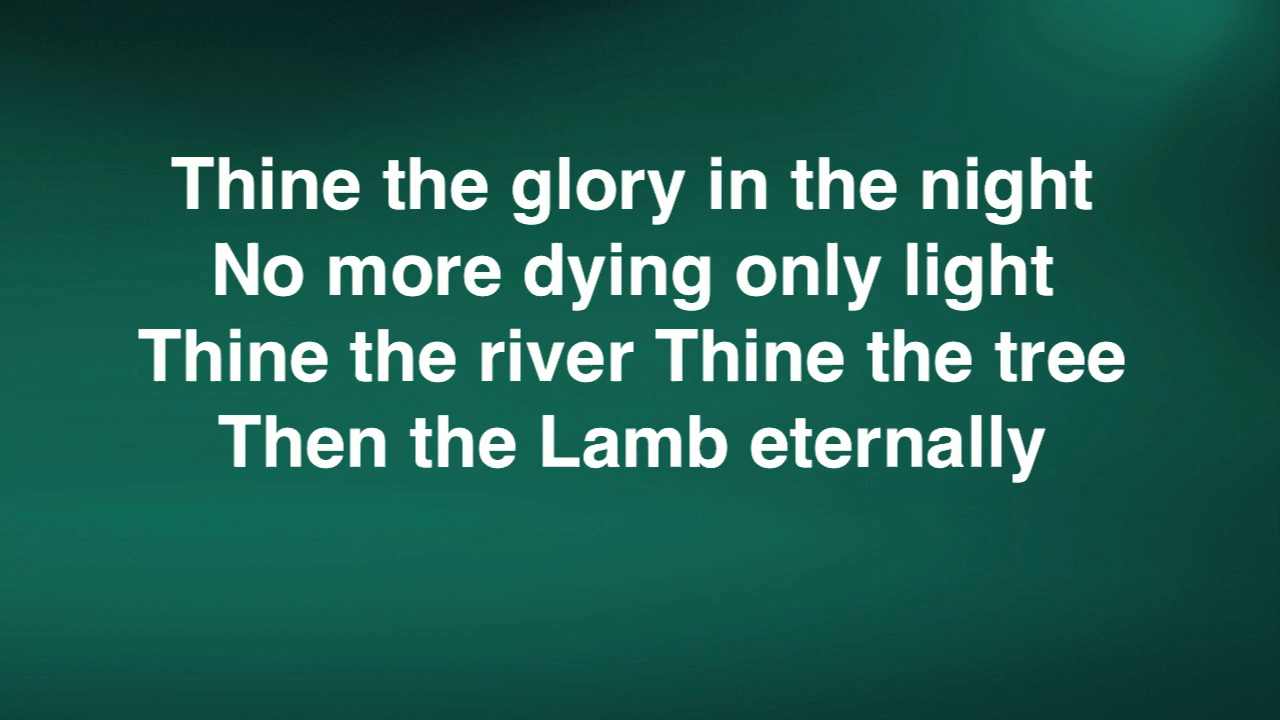 Thine the glory in the night
No more dying only light
Thine the river Thine the tree
Then the Lamb eternally